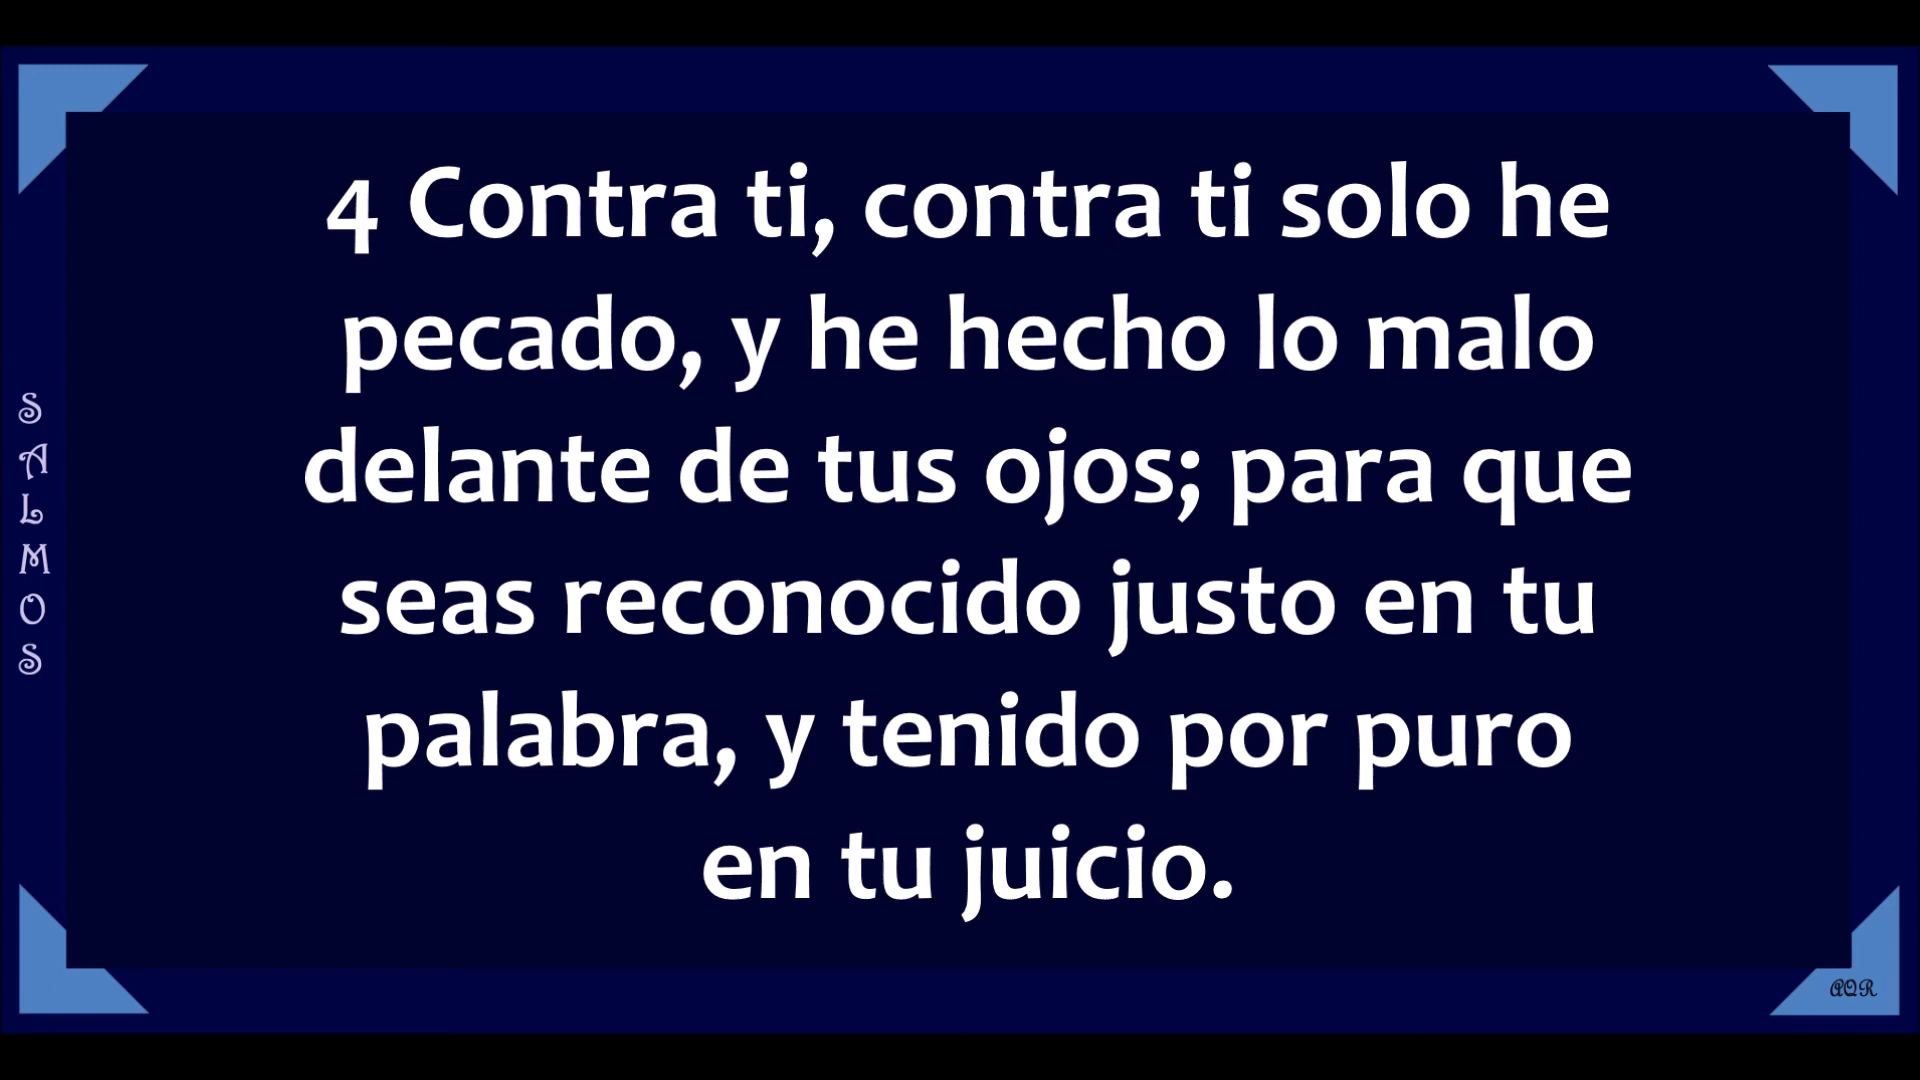 4 Contra ti, contra ti solo he
pecado, y he hecho lo malo
delante de tus ojos; para que
seas reconocido justo en tu
palabra, y tenido por puro
en tu juicio.
SALMOS
AQR